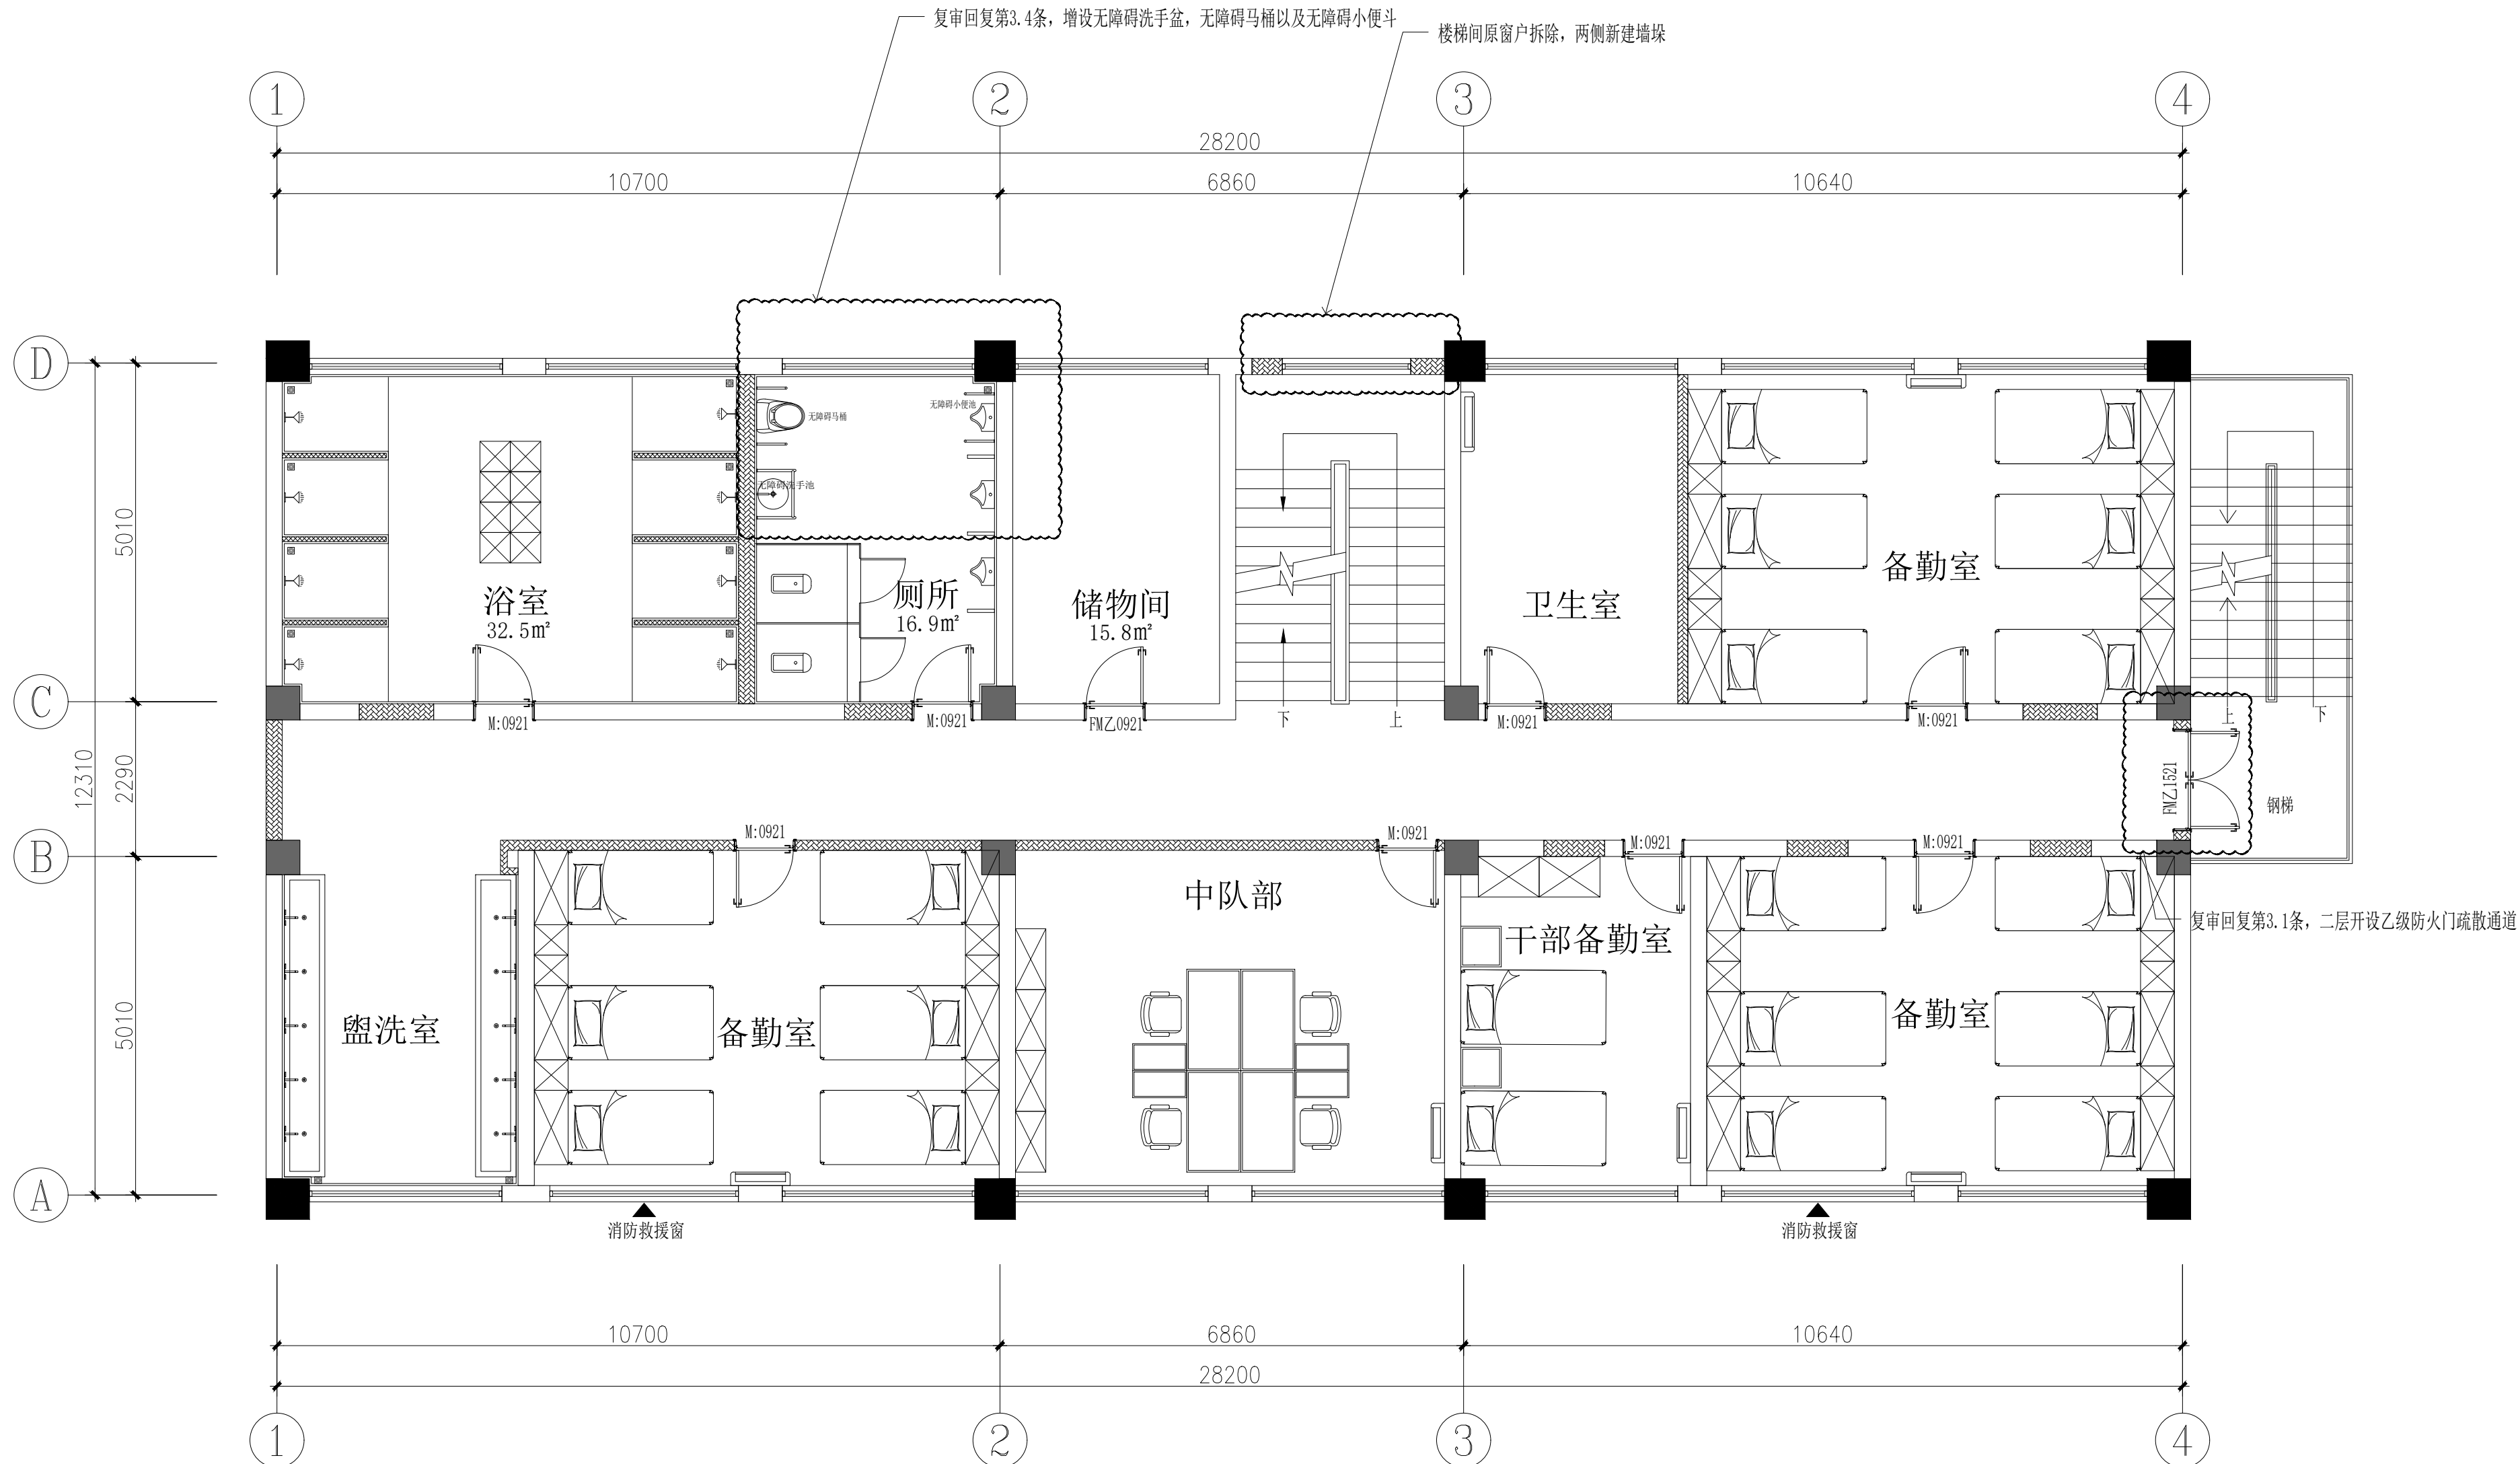 复审回复第3.4条，增设无障碍洗手盆，无障碍马桶以及无障碍小便斗
楼梯间原窗户拆除，两侧新建墙垛
1
2
3
4
28200
10700
6860
10640
D
C
B
A
12310
5010
2290
5010
无障碍马桶
无障碍小便池
无障碍洗手池
浴室
32.5㎡
厕所
16.9㎡
储物间
15.8㎡
卫生室
备勤室
下
上
上
下
M:0921
M:0921
FM乙0921
M:0921
M:0921
FM乙1521
钢梯
M:0921
M:0921
M:0921
M:0921
中队部
干部备勤室
复审回复第3.1条，二层开设乙级防火门疏散通道
盥洗室
备勤室
备勤室
消防救援窗
消防救援窗
10700
6860
10640
28200
1
2
3
4